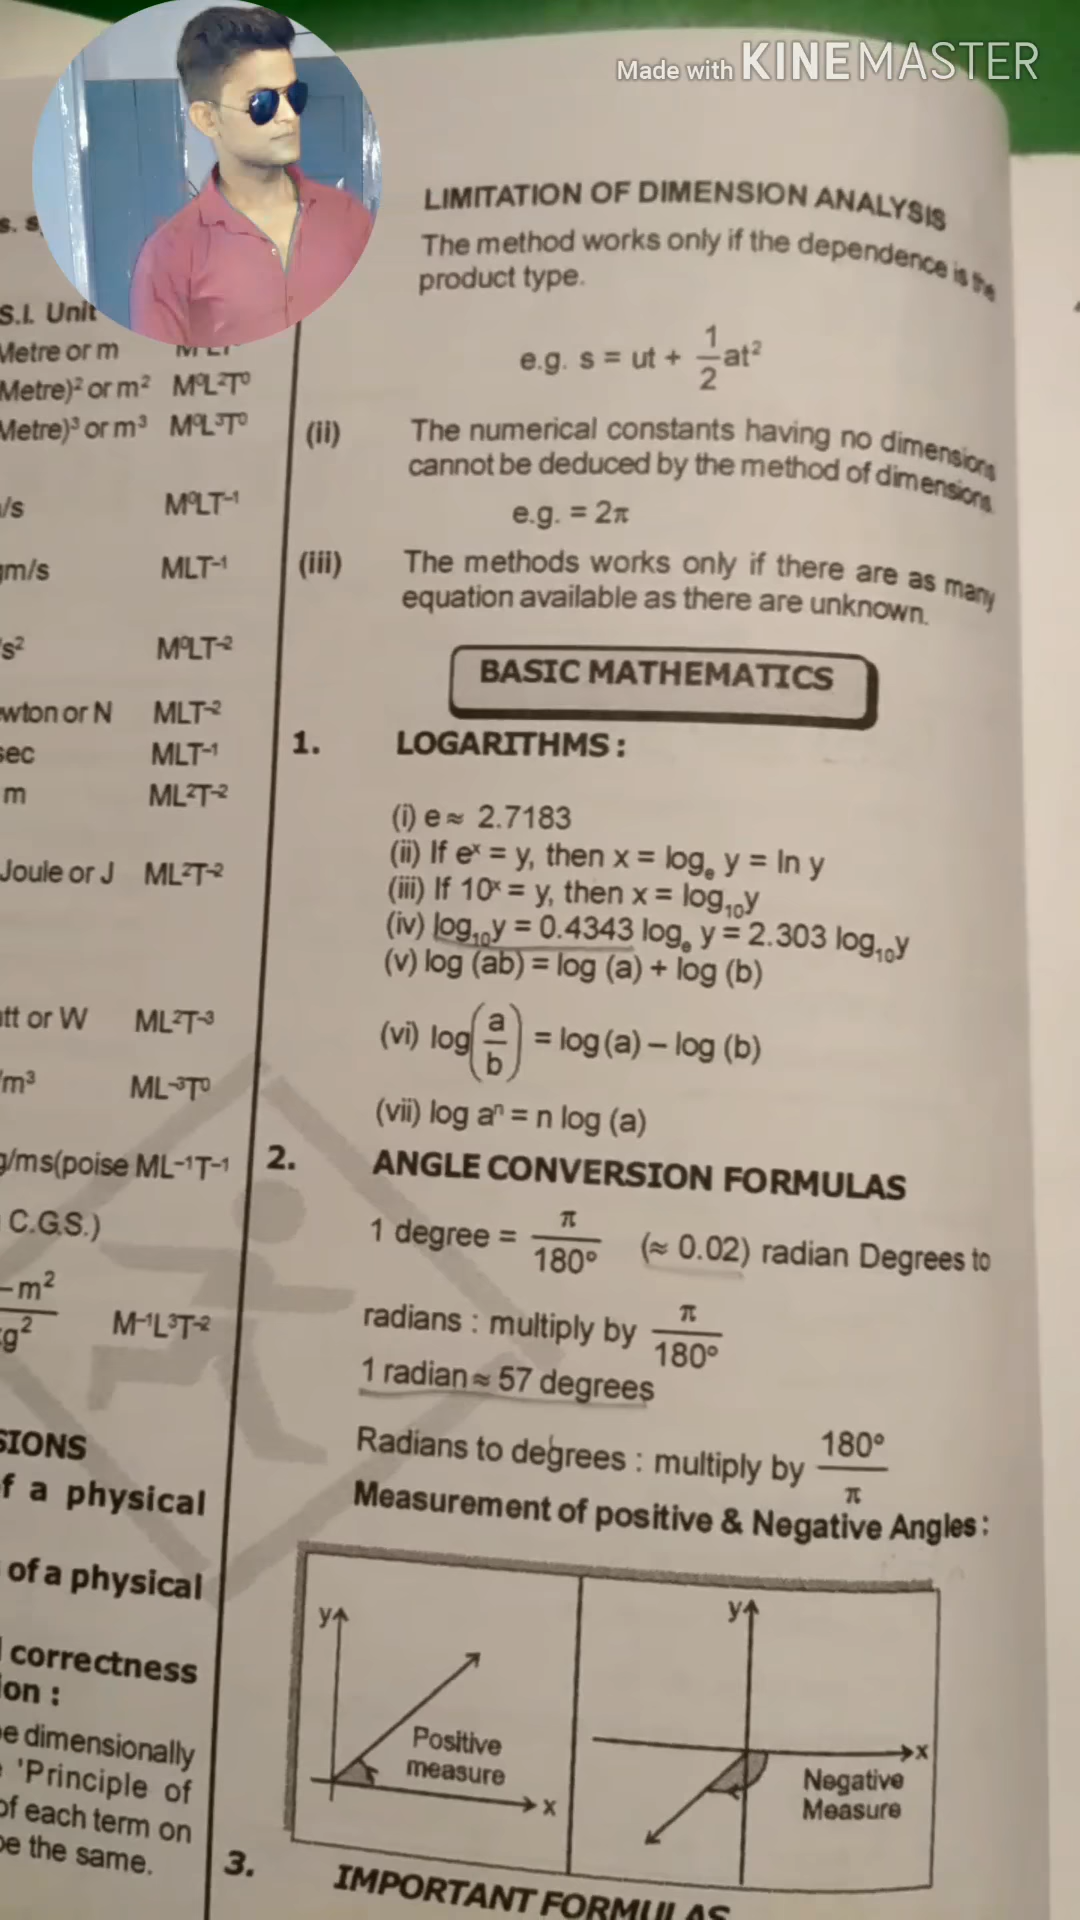 Made with KINEMASTER
s. s
S.I. Unit
Metre or m
Metre)² or m² M⁰L²T⁰
Metre)³ or m³ M⁰L³T⁰
/s M⁰LT⁻¹
gm/s MLT⁻¹
s² M⁰LT⁻²
wton or N MLT⁻²
sec MLT⁻¹
m ML²T⁻²
Joule or J ML²T⁻²
att or W ML²T⁻³
/m³ ML⁻³T⁰
g/ms(poise ML⁻¹T⁻¹
C.G.S.)
–m²
g² M⁻¹L³T⁻²
SIONS
f a physical
of a physical
correctness
ion :
e dimensionally
'Principle of
of each term on
be the same.
LIMITATION OF DIMENSION ANALYSIS
The method works only if the dependence is the
product type.
e.g. s = ut + 1/2 at²
(ii) The numerical constants having no dimensions
cannot be deduced by the method of dimensions.
e.g. = 2π
(iii) The methods works only if there are as many
equation available as there are unknown.
BASIC MATHEMATICS
1. LOGARITHMS :
(i) e ≈ 2.7183
(ii) If eˣ = y, then x = logₑ y = ln y
(iii) If 10ˣ = y, then x = log₁₀y
(iv) log₁₀y = 0.4343 logₑ y = 2.303 log₁₀y
(v) log (ab) = log (a) + log (b)
(vi) log(a/b) = log (a) – log (b)
(vii) log aⁿ = n log (a)
2. ANGLE CONVERSION FORMULAS
1 degree = π/180° (≈ 0.02) radian Degrees to
radians : multiply by π/180°
1 radian ≈ 57 degrees
Radians to degrees : multiply by 180°/π
Measurement of positive & Negative Angles :
y
Positive
measure
x
y
x
Negative
Measure
3. IMPORTANT FORMULAS